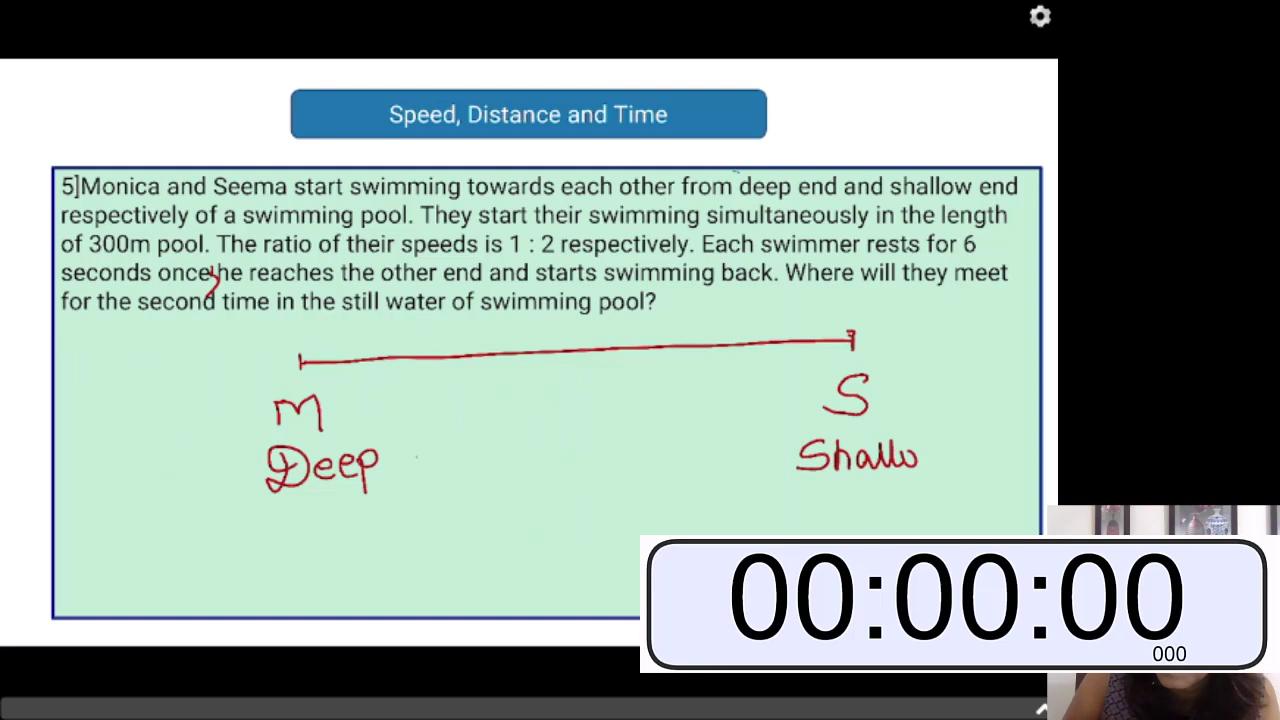 Speed, Distance and Time
5]Monica and Seema start swimming towards each other from deep end and shallow end
respectively of a swimming pool. They start their swimming simultaneously in the length
of 300m pool. The ratio of their speeds is 1 : 2 respectively. Each swimmer rests for 6
seconds once he reaches the other end and starts swimming back. Where will they meet
for the second time in the still water of swimming pool?
M
S
Deep
Shallo
00:00:00
000